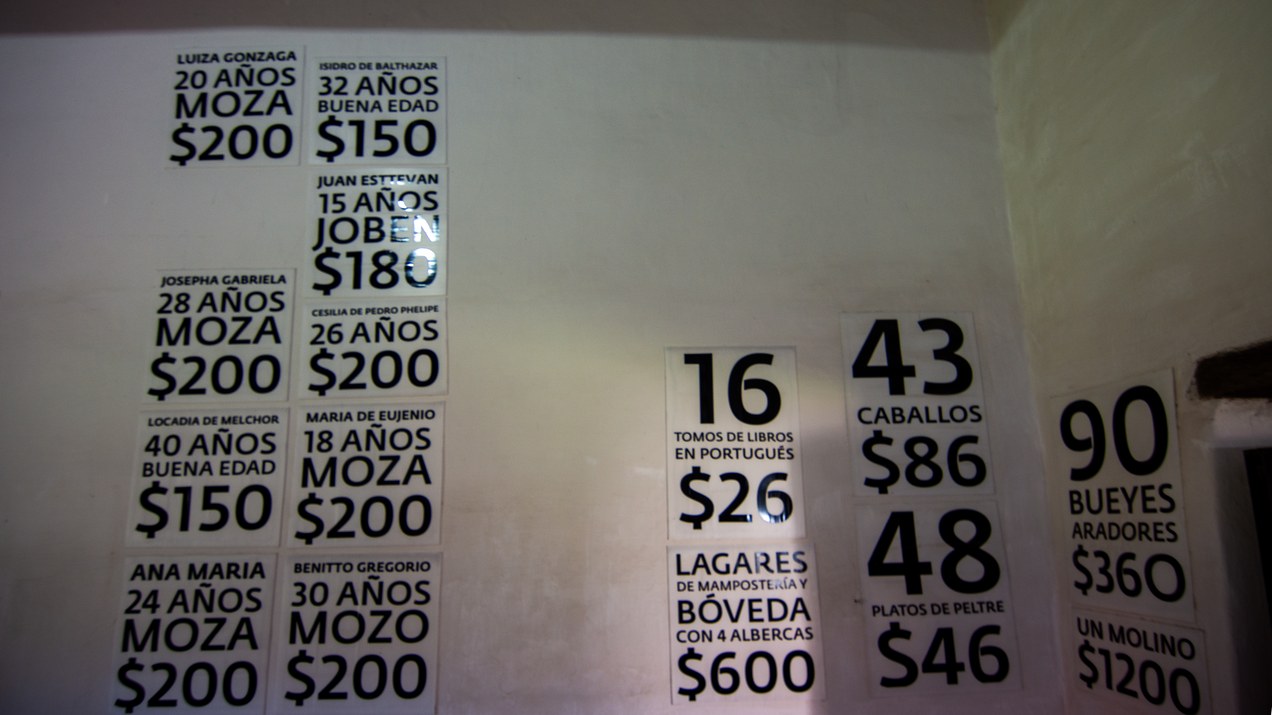 LUIZA GONZAGA
20 AÑOS
MOZA
$200
ISIDRO DE BALTHAZAR
32 AÑOS
BUENA EDAD
$150
JUAN ESTTEVAN
15 AÑOS
JOBEN
$180
JOSEPHA GABRIELA
28 AÑOS
MOZA
$200
CESILIA DE PEDRO PHELIPE
26 AÑOS
$200
LOCADIA DE MELCHOR
40 AÑOS
BUENA EDAD
$150
MARIA DE EUJENIO
18 AÑOS
MOZA
$200
ANA MARIA
24 AÑOS
MOZA
$200
BENITTO GREGORIO
30 AÑOS
MOZO
$200
16
TOMOS DE LIBROS
EN PORTUGUÉS
$26
LAGARES
DE MAMPOSTERÍA Y
BÓVEDA
CON 4 ALBERCAS
$600
43
CABALLOS
$86
48
PLATOS DE PELTRE
$46
90
BUEYES
ARADORES
$360
UN MOLINO
$1200